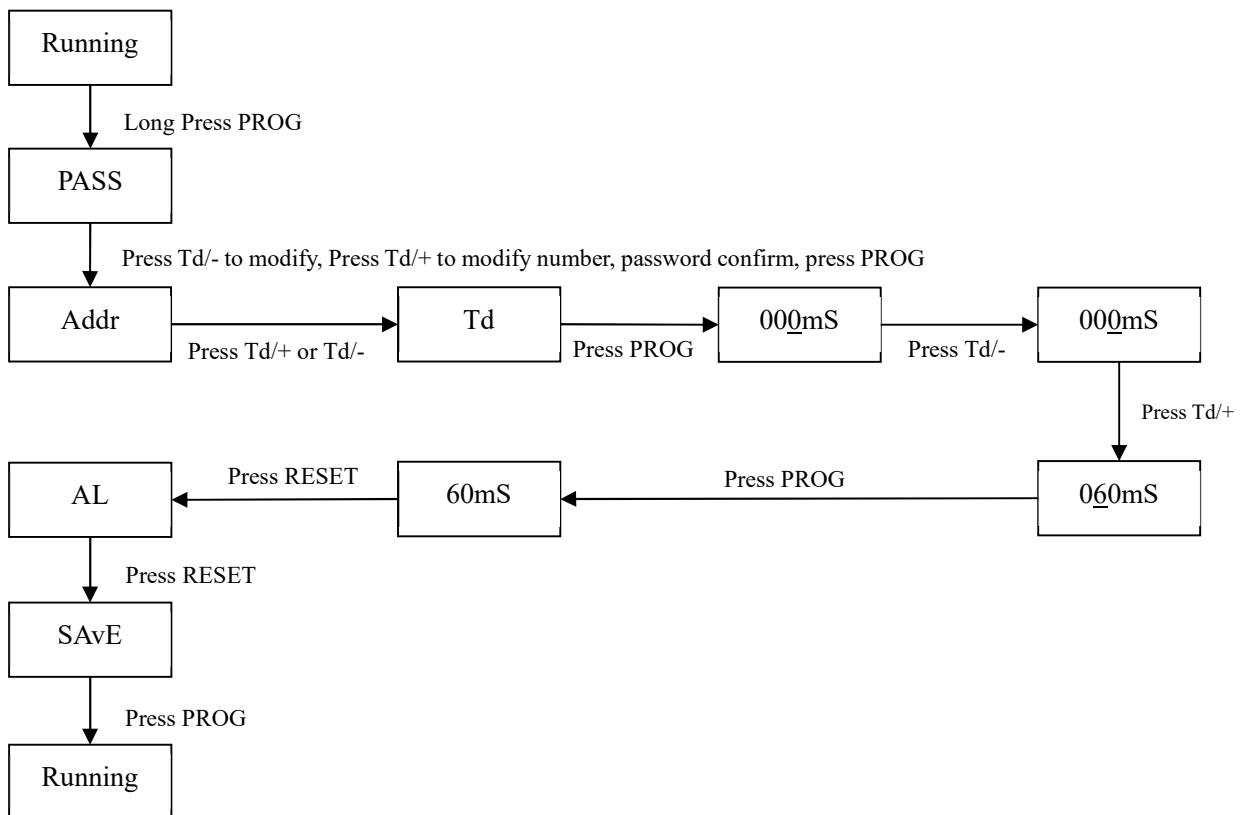 Running
Long Press PROG
PASS
Press Td/- to modify, Press Td/+ to modify number, password confirm, press PROG
Addr
Press Td/+ or Td/-
Td
Press PROG
000mS
Press Td/-
000mS
Press Td/+
060mS
Press PROG
60mS
Press RESET
AL
Press RESET
SAvE
Press PROG
Running